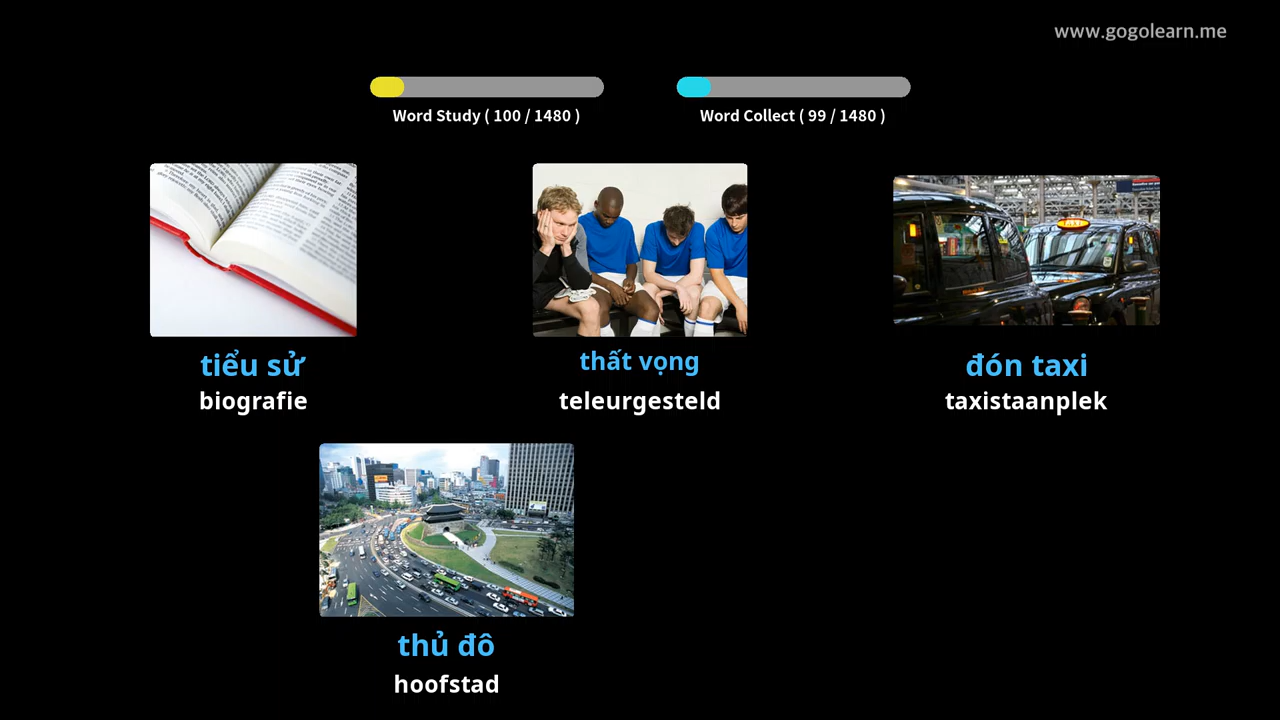 www.gogolearn.me
Word Study ( 100 / 1480 )
Word Collect ( 99 / 1480 )
tiểu sử
biografie
thất vọng
teleurgesteld
đón taxi
taxistaanplek
TAXI
thủ đô
hoofstad